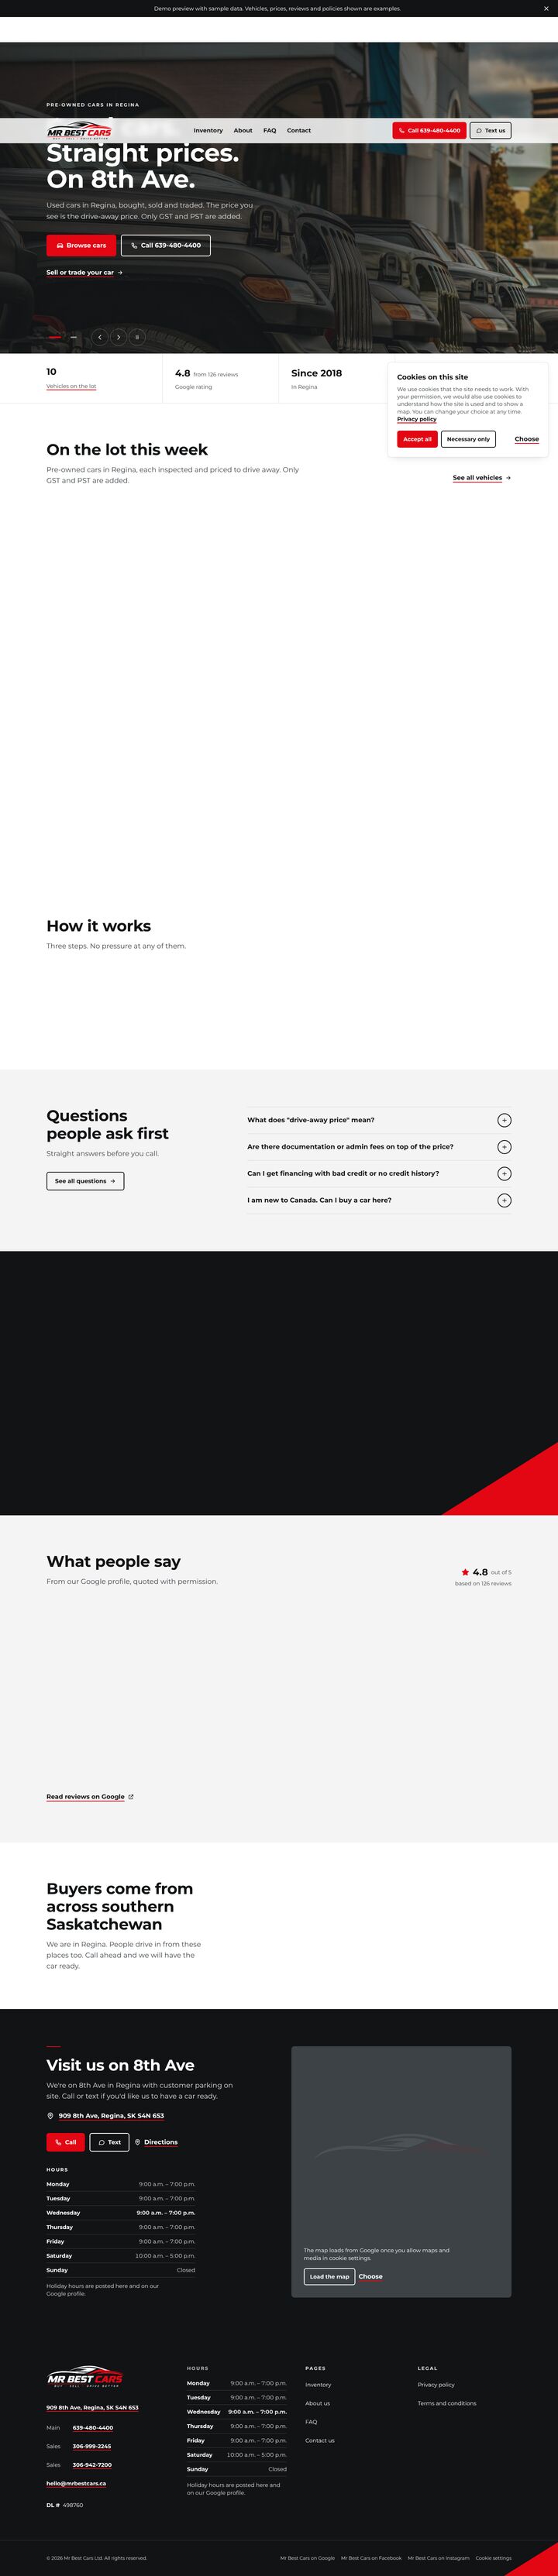 Demo preview with sample data. Vehicles, prices, reviews and policies shown are examples.
PRE-OWNED CARS IN REGINA
MR BEST CARS
Inventory
About
FAQ
Contact
Call 639-480-4400
Text us
Straight prices.
On 8th Ave.
Used cars in Regina, bought, sold and traded. The price you
see is the drive-away price. Only GST and PST are added.
Browse cars
Call 639-480-4400
Sell or trade your car
10
Vehicles on the lot
4.8 from 126 reviews
Google rating
Since 2018
In Regina
Cookies on this site
We use cookies that the site needs to work. With
your permission, we would also use cookies to
understand how the site is used and to show a
map. You can change your choice at any time.
Privacy policy
Accept all
Necessary only
Choose
On the lot this week
Pre-owned cars in Regina, each inspected and priced to drive away. Only
GST and PST are added.
See all vehicles
How it works
Three steps. No pressure at any of them.
Questions
people ask first
Straight answers before you call.
See all questions
What does "drive-away price" mean?
Are there documentation or admin fees on top of the price?
Can I get financing with bad credit or no credit history?
I am new to Canada. Can I buy a car here?
What people say
From our Google profile, quoted with permission.
4.8 out of 5
based on 126 reviews
Read reviews on Google
Buyers come from
across southern
Saskatchewan
We are in Regina. People drive in from these
places too. Call ahead and we will have the
car ready.
Visit us on 8th Ave
We're on 8th Ave in Regina with customer parking on
site. Call or text if you'd like us to have a car ready.
909 8th Ave, Regina, SK S4N 6S3
Call
Text
Directions
HOURS
Monday 9:00 a.m. – 7:00 p.m.
Tuesday 9:00 a.m. – 7:00 p.m.
Wednesday 9:00 a.m. – 7:00 p.m.
Thursday 9:00 a.m. – 7:00 p.m.
Friday 9:00 a.m. – 7:00 p.m.
Saturday 10:00 a.m. – 5:00 p.m.
Sunday Closed
Holiday hours are posted here and on our
Google profile.
The map loads from Google once you allow maps and
media in cookie settings.
Load the map
Choose
MR BEST CARS
BUY · SELL · DRIVE BETTER
909 8th Ave, Regina, SK S4N 6S3
Main 639-480-4400
Sales 306-999-2245
Sales 306-942-7200
hello@mrbestcars.ca
DL # 498760
HOURS
Monday 9:00 a.m. – 7:00 p.m.
Tuesday 9:00 a.m. – 7:00 p.m.
Wednesday 9:00 a.m. – 7:00 p.m.
Thursday 9:00 a.m. – 7:00 p.m.
Friday 9:00 a.m. – 7:00 p.m.
Saturday 10:00 a.m. – 5:00 p.m.
Sunday Closed
Holiday hours are posted here and
on our Google profile.
PAGES
Inventory
About us
FAQ
Contact us
LEGAL
Privacy policy
Terms and conditions
© 2026 Mr Best Cars Ltd. All rights reserved.
Mr Best Cars on Google
Mr Best Cars on Facebook
Mr Best Cars on Instagram
Cookie settings